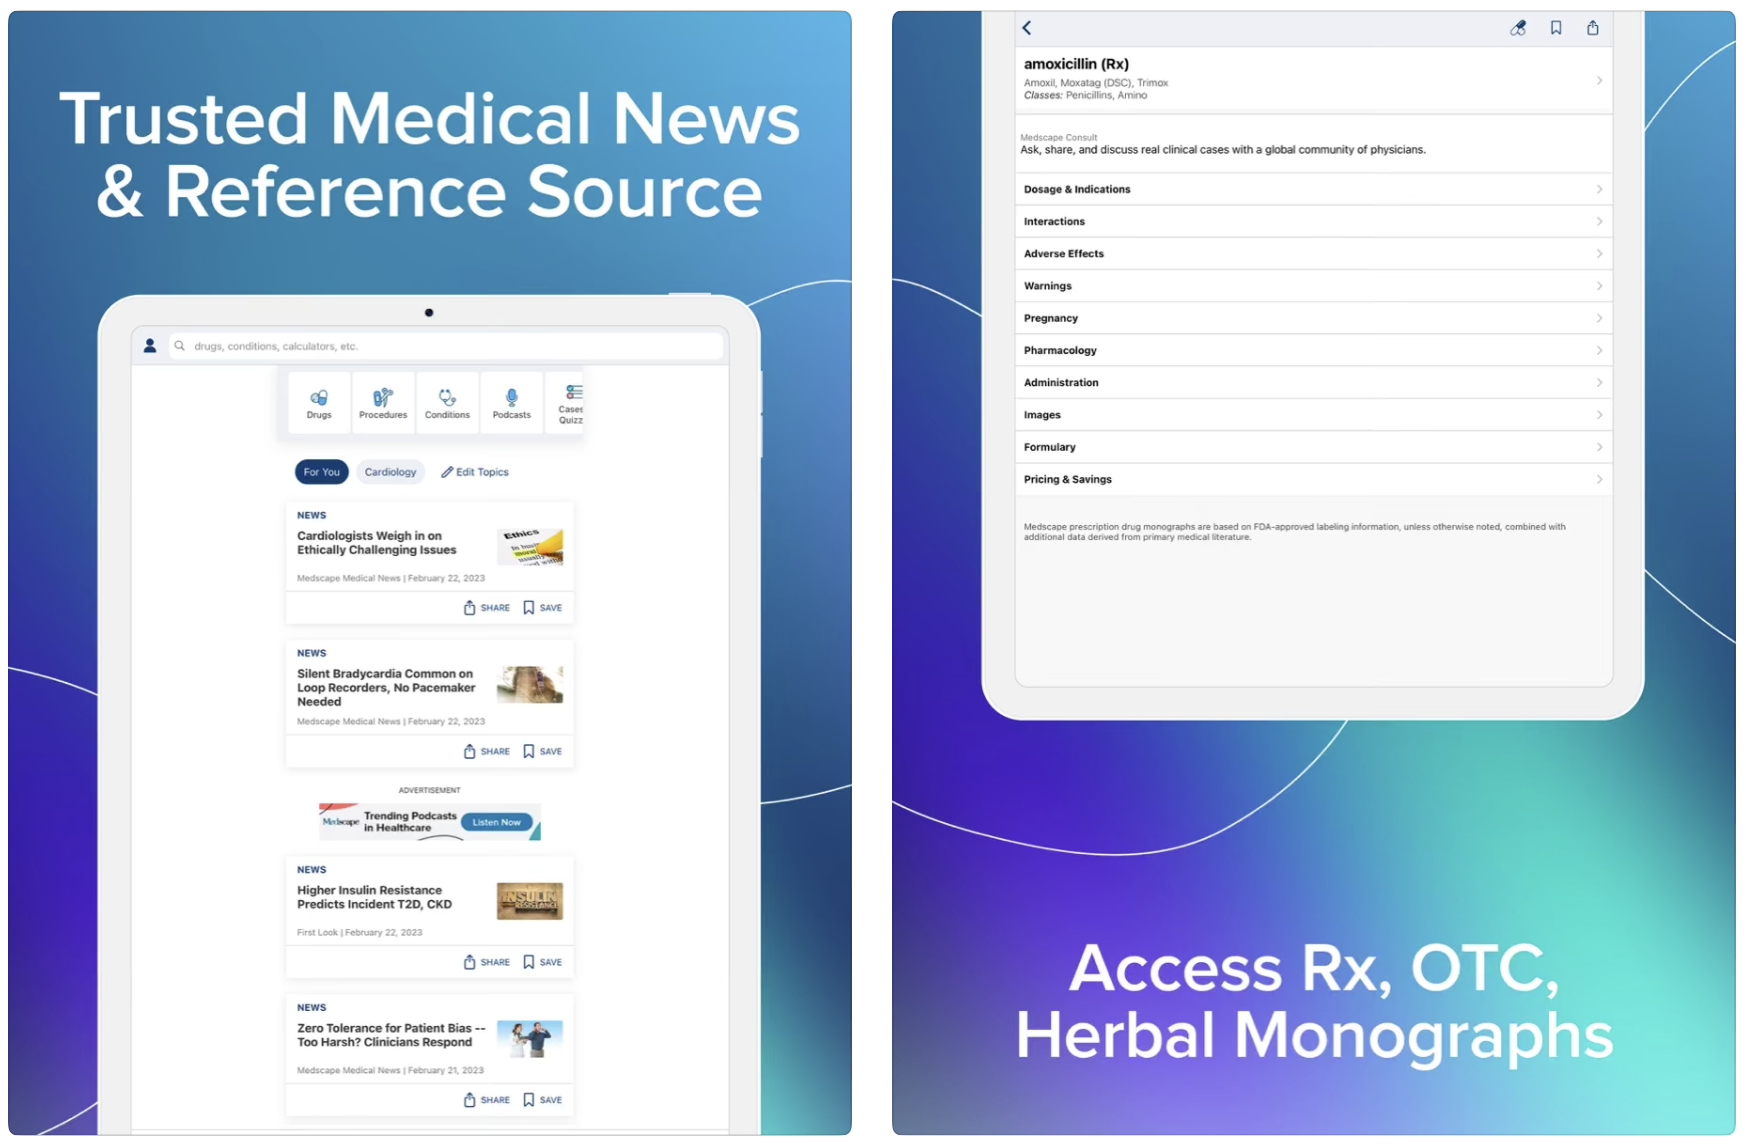 Trusted Medical News
& Reference Source
drugs, conditions, calculators, etc.
Drugs
Procedures
Conditions
Podcasts
Cases
Quizz
For You
Cardiology
Edit Topics
NEWS
Cardiologists Weigh in on
Ethically Challenging Issues
Ethics
Medscape Medical News | February 22, 2023
SHARE
SAVE
NEWS
Silent Bradycardia Common on
Loop Recorders, No Pacemaker
Needed
Medscape Medical News | February 22, 2023
SHARE
SAVE
ADVERTISEMENT
Medscape
Trending Podcasts
in Healthcare
Listen Now
NEWS
Higher Insulin Resistance
Predicts Incident T2D, CKD
INSULIN
RESISTANCE
First Look | February 22, 2023
SHARE
SAVE
NEWS
Zero Tolerance for Patient Bias --
Too Harsh? Clinicians Respond
Medscape Medical News | February 21, 2023
SHARE
SAVE
amoxicillin (Rx)
Amoxil, Moxatag (DSC), Trimox
Classes: Penicillins, Amino
Medscape Consult
Ask, share, and discuss real clinical cases with a global community of physicians.
Dosage & Indications
Interactions
Adverse Effects
Warnings
Pregnancy
Pharmacology
Administration
Images
Formulary
Pricing & Savings
Medscape prescription drug monographs are based on FDA-approved labeling information, unless otherwise noted, combined with
additional data derived from primary medical literature.
Access Rx, OTC,
Herbal Monographs